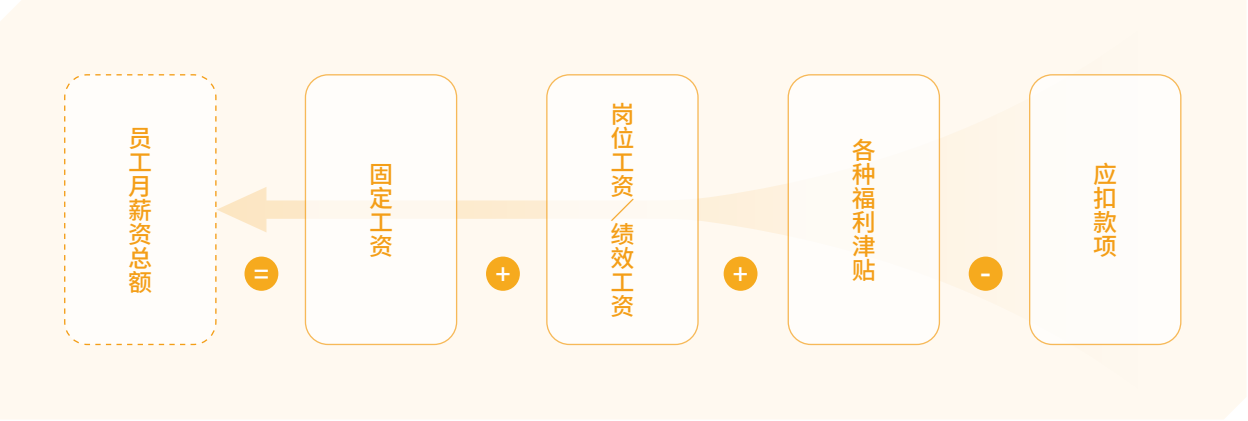 员工月薪资总额
=
固定工资
+
岗位工资／绩效工资
+
各种福利津贴
-
应扣款项